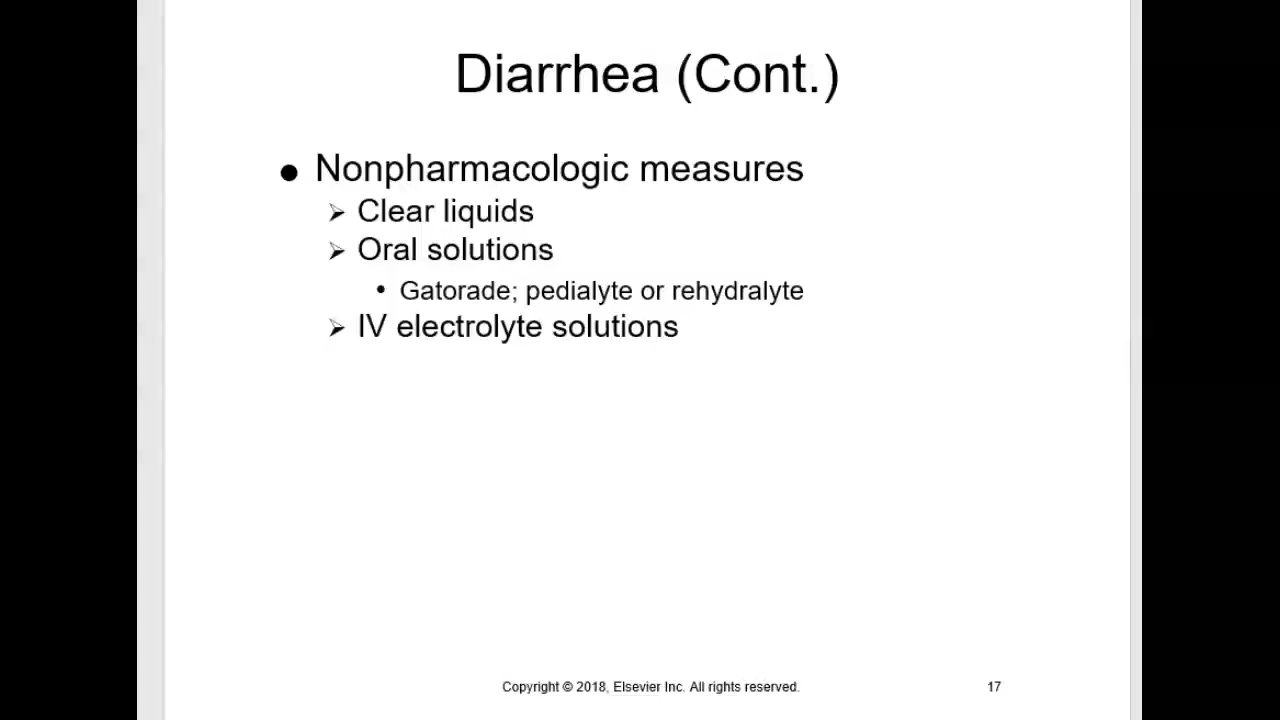 Diarrhea (Cont.)
● Nonpharmacologic measures
➢ Clear liquids
➢ Oral solutions
• Gatorade; pedialyte or rehydralyte
➢ IV electrolyte solutions
Copyright © 2018, Elsevier Inc. All rights reserved.
17